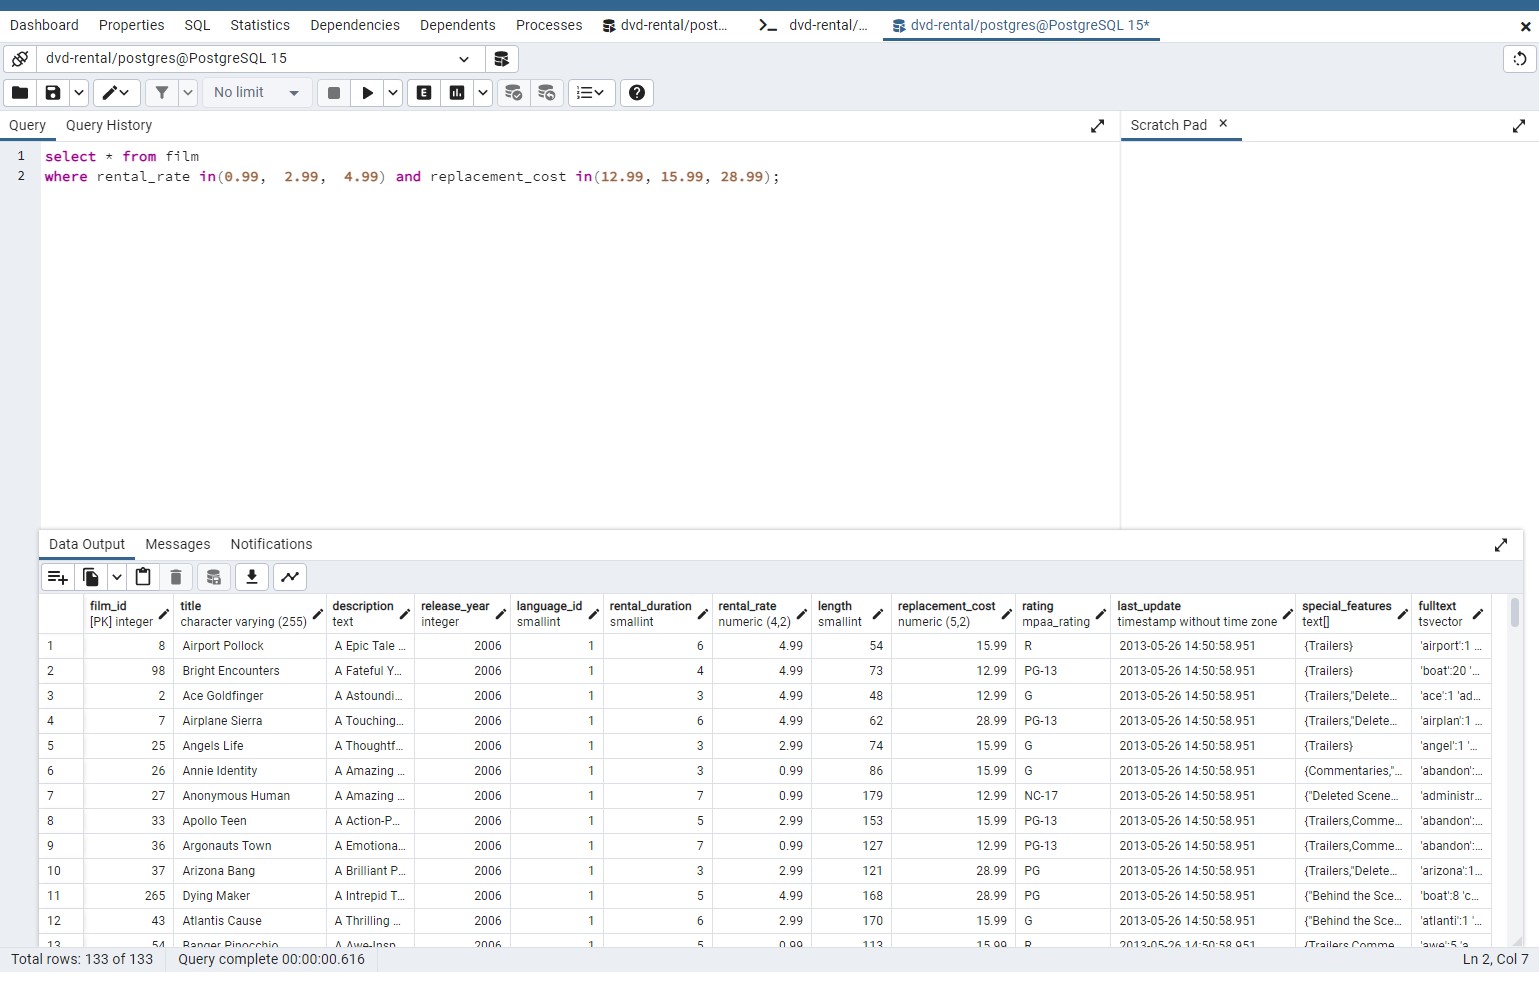 Dashboard Properties SQL Statistics Dependencies Dependents Processes dvd-rental/post... dvd-rental/... dvd-rental/postgres@PostgreSQL 15*
dvd-rental/postgres@PostgreSQL 15
No limit
Query Query History
Scratch Pad
1 select * from film
2 where rental_rate in(0.99, 2.99, 4.99) and replacement_cost in(12.99, 15.99, 28.99);
Data Output Messages Notifications
film_id title description release_year language_id rental_duration rental_rate length replacement_cost rating last_update special_features fulltext
[PK] integer character varying (255) text integer smallint smallint numeric (4,2) smallint numeric (5,2) mpaa_rating timestamp without time zone text[] tsvector
1 8 Airport Pollock A Epic Tale ... 2006 1 6 4.99 54 15.99 R 2013-05-26 14:50:58.951 {Trailers} 'airport':1 ...
2 98 Bright Encounters A Fateful Y... 2006 1 4 4.99 73 12.99 PG-13 2013-05-26 14:50:58.951 {Trailers} 'boat':20 '...
3 2 Ace Goldfinger A Astoundi... 2006 1 3 4.99 48 12.99 G 2013-05-26 14:50:58.951 {Trailers,"Delete... 'ace':1 'ad...
4 7 Airplane Sierra A Touching... 2006 1 6 4.99 62 28.99 PG-13 2013-05-26 14:50:58.951 {Trailers,"Delete... 'airplan':1 ...
5 25 Angels Life A Thoughtf... 2006 1 3 2.99 74 15.99 G 2013-05-26 14:50:58.951 {Trailers} 'angel':1 '...
6 26 Annie Identity A Amazing ... 2006 1 3 0.99 86 15.99 G 2013-05-26 14:50:58.951 {Commentaries,"... 'abandon':...
7 27 Anonymous Human A Amazing ... 2006 1 7 0.99 179 12.99 NC-17 2013-05-26 14:50:58.951 {"Deleted Scene... 'administr...
8 33 Apollo Teen A Action-P... 2006 1 5 2.99 153 15.99 PG-13 2013-05-26 14:50:58.951 {Trailers,Comme... 'abandon':...
9 36 Argonauts Town A Emotiona... 2006 1 7 0.99 127 12.99 PG-13 2013-05-26 14:50:58.951 {Trailers,Comme... 'abandon':...
10 37 Arizona Bang A Brilliant P... 2006 1 3 2.99 121 28.99 PG 2013-05-26 14:50:58.951 {Trailers,"Delete... 'arizona':1...
11 265 Dying Maker A Intrepid T... 2006 1 5 4.99 168 28.99 PG 2013-05-26 14:50:58.951 {"Behind the Sce... 'boat':8 'c...
12 43 Atlantis Cause A Thrilling ... 2006 1 6 2.99 170 15.99 G 2013-05-26 14:50:58.951 {"Behind the Sce... 'atlanti':1 '...
13 54 Banger Pinocchio A Awe-Insp... 2006 1 5 0.99 113 15.99 R 2013-05-26 14:50:58.951 {Trailers,Comme... 'awe':5 'a...
Total rows: 133 of 133 Query complete 00:00:00.616 Ln 2, Col 7